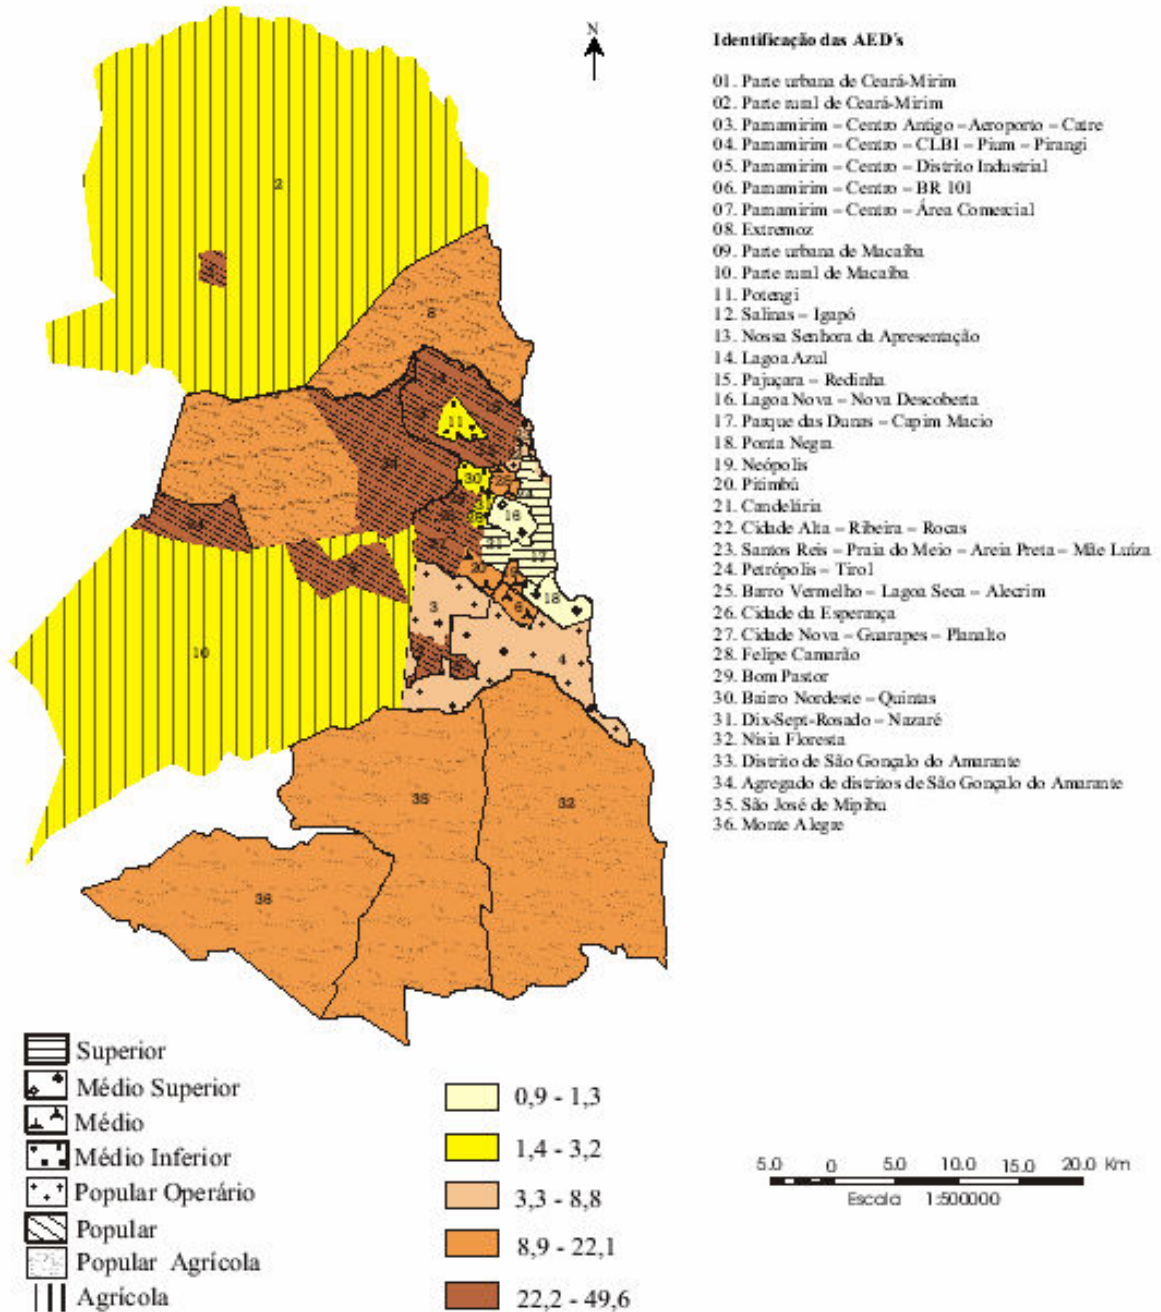 N
Identificação das AED's
01. Parte urbana de Ceará-Mirim
02. Parte rural de Ceará-Mirim
03. Parnamirim – Centro Antigo – Aeroporto – Catre
04. Parnamirim – Centro – CLBI – Pium – Pirangi
05. Parnamirim – Centro – Distrito Industrial
06. Parnamirim – Centro – BR 101
07. Parnamirim – Centro – Área Comercial
08. Extremoz
09. Parte urbana de Macaíba
10. Parte rural de Macaíba
11. Potengi
12. Salinas – Igapó
13. Nossa Senhora da Apresentação
14. Lagoa Azul
15. Pajuçara – Redinha
16. Lagoa Nova – Nova Descoberta
17. Parque das Dunas – Capim Macio
18. Ponta Negra
19. Neópolis
20. Pitimbú
21. Candelária
22. Cidade Alta – Ribeira – Rocas
23. Santos Reis – Praia do Meio – Areia Preta – Mãe Luíza
24. Petrópolis – Tirol
25. Barro Vermelho – Lagoa Seca – Alecrim
26. Cidade da Esperança
27. Cidade Nova – Guarapes – Planalto
28. Felipe Camarão
29. Bom Pastor
30. Bairro Nordeste – Quintas
31. Dix-Sept-Rosado – Nazaré
32. Nísia Floresta
33. Distrito de São Gonçalo do Amarante
34. Agregado de distritos de São Gonçalo do Amarante
35. São José de Mipibu
36. Monte Alegre
2
8
11
30
16
21
17
18
20
6
3
4
10
35
32
36
Superior
Médio Superior
Médio
Médio Inferior
Popular Operário
Popular
Popular Agrícola
Agrícola
0,9 - 1,3
1,4 - 3,2
3,3 - 8,8
8,9 - 22,1
22,2 - 49,6
5.0 0 5.0 10.0 15.0 20.0 Km
Escala 1:500000